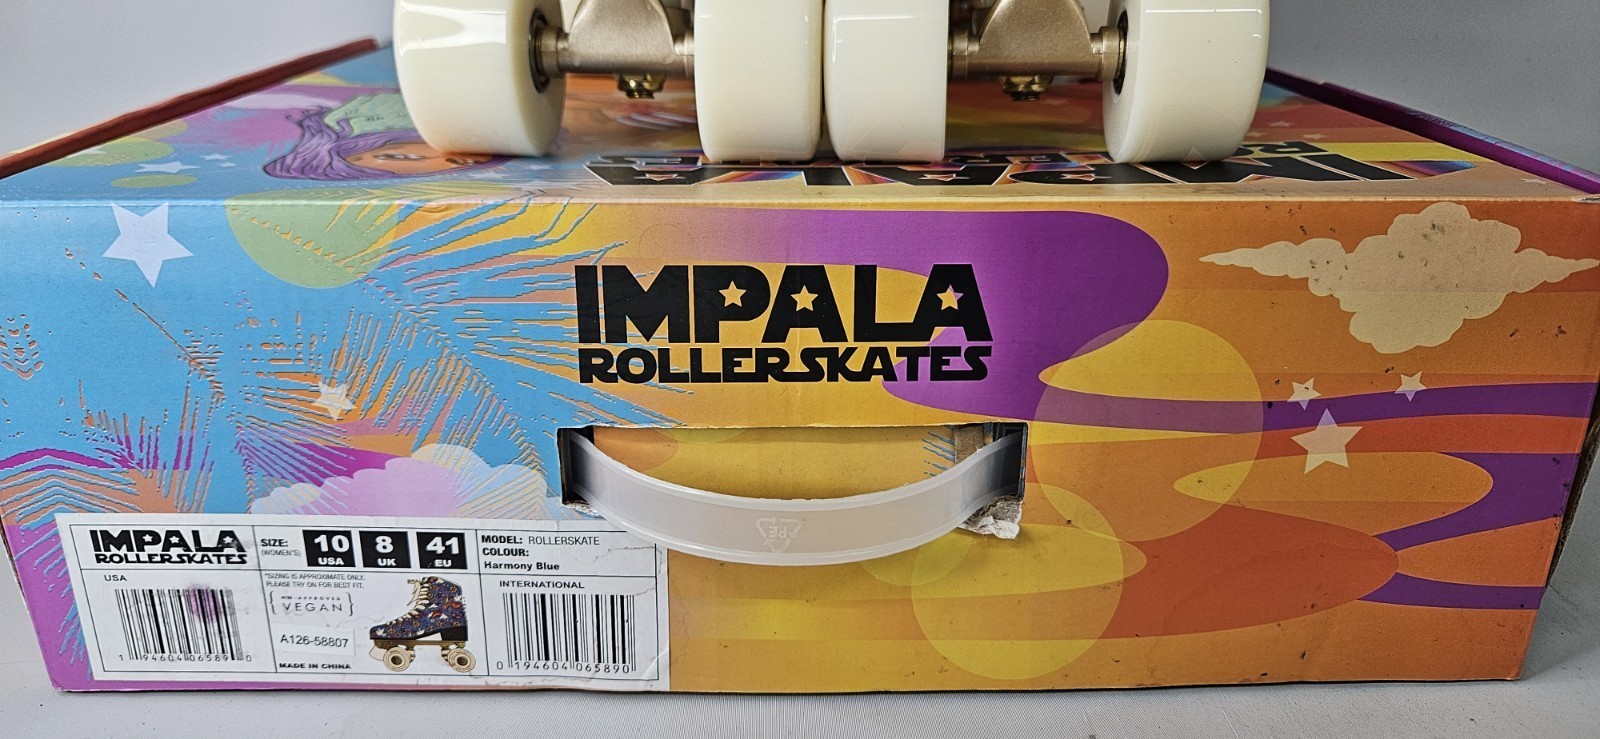 IMPALA
ROLLERSKATES
IMPALA
ROLLERSKATES
SIZE:
(WOMEN'S)
10
USA
8
UK
41
EU
MODEL: ROLLERSKATE
COLOUR:
Harmony Blue
USA
*SIZING IS APPROXIMATE ONLY.
PLEASE TRY ON FOR BEST FIT.
APPROVED
VEGAN
A126-58807
MADE IN CHINA
INTERNATIONAL
0 194604 065890
PE